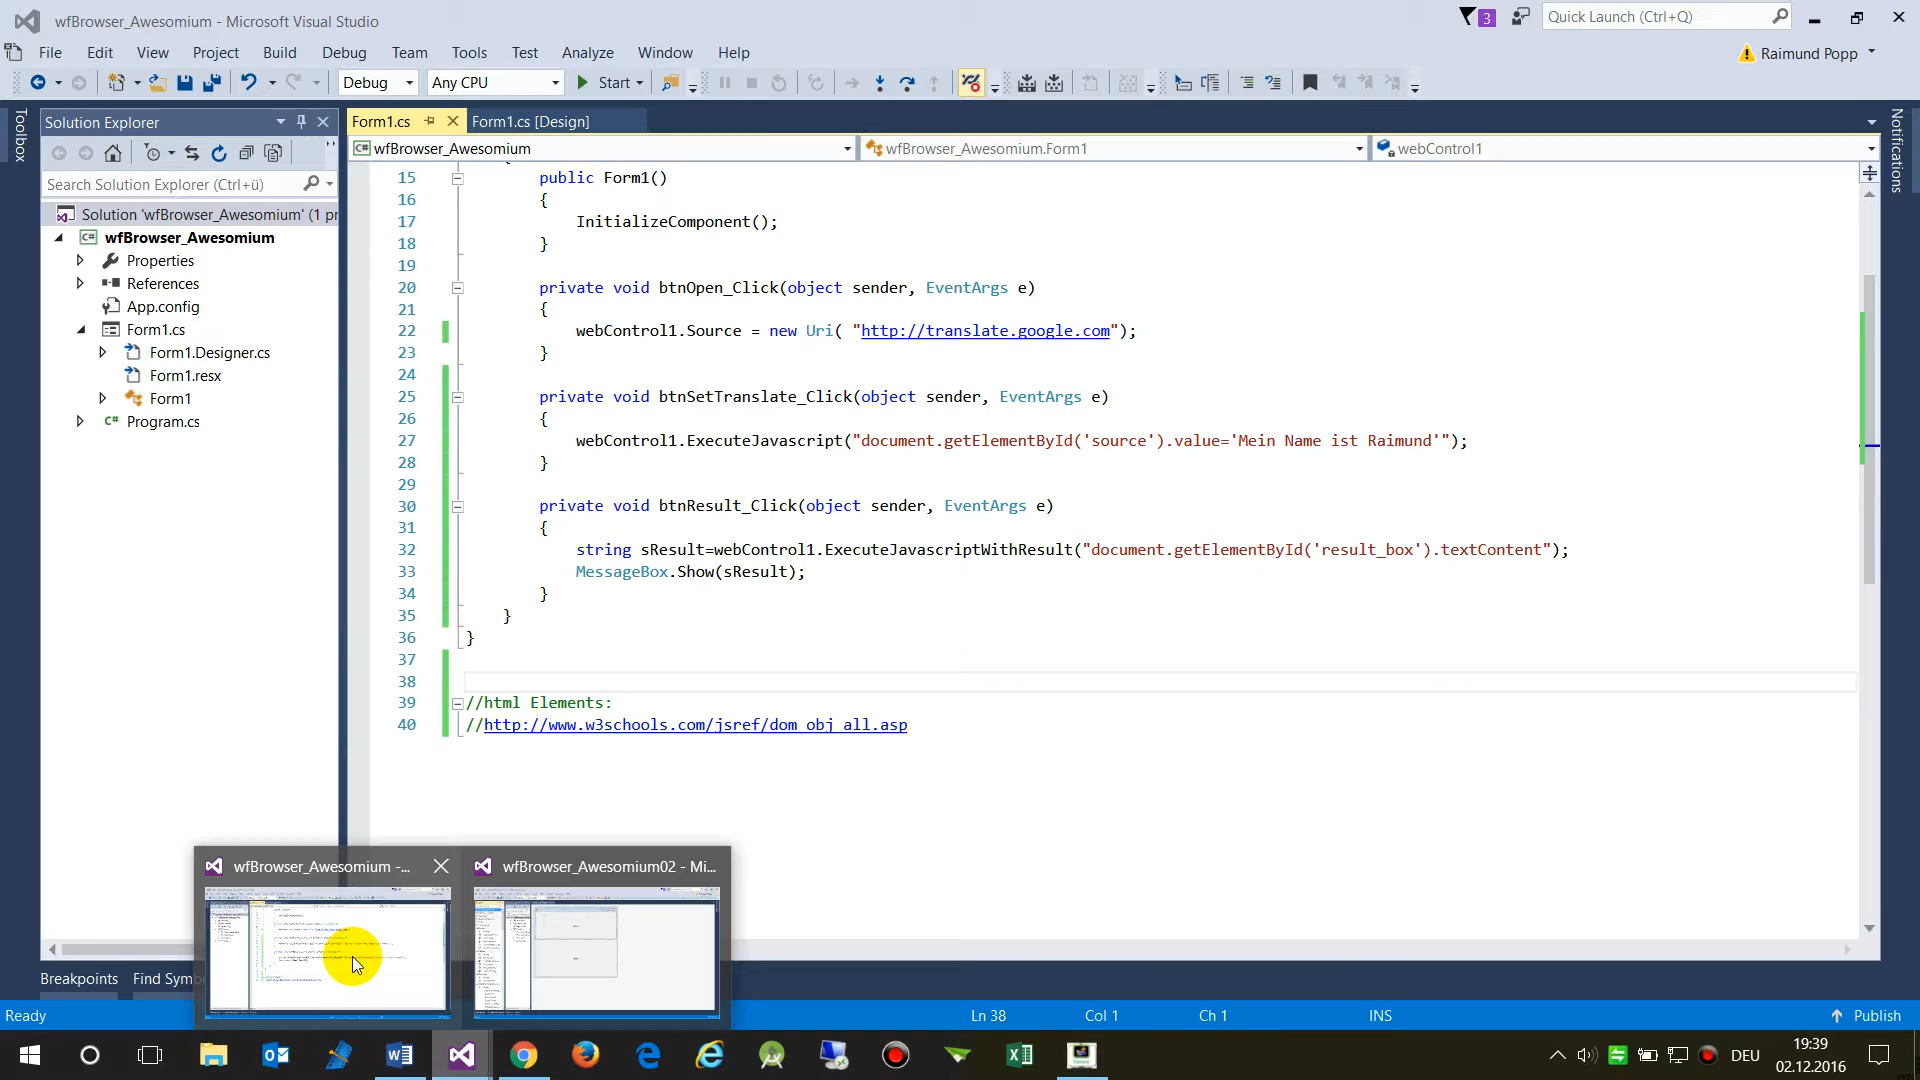 wfBrowser_Awesomium - Microsoft Visual Studio
3
Quick Launch (Ctrl+Q)
File Edit View Project Build Debug Team Tools Test Analyze Window Help
Raimund Popp
Debug Any CPU Start
Toolbox
Solution Explorer
Search Solution Explorer (Ctrl+ü)
Solution 'wfBrowser_Awesomium' (1 pr
wfBrowser_Awesomium
Properties
References
App.config
Form1.cs
Form1.Designer.cs
Form1.resx
Form1
Program.cs
Form1.cs Form1.cs [Design]
wfBrowser_Awesomium wfBrowser_Awesomium.Form1 webControl1
Notifications
15 public Form1()
16 {
17 InitializeComponent();
18 }
19
20 private void btnOpen_Click(object sender, EventArgs e)
21 {
22 webControl1.Source = new Uri( "http://translate.google.com");
23 }
24
25 private void btnSetTranslate_Click(object sender, EventArgs e)
26 {
27 webControl1.ExecuteJavascript("document.getElementById('source').value='Mein Name ist Raimund'");
28 }
29
30 private void btnResult_Click(object sender, EventArgs e)
31 {
32 string sResult=webControl1.ExecuteJavascriptWithResult("document.getElementById('result_box').textContent");
33 MessageBox.Show(sResult);
34 }
35 }
36 }
37
38
39 //html Elements:
40 //http://www.w3schools.com/jsref/dom_obj_all.asp
wfBrowser_Awesomium -...
wfBrowser_Awesomium02 - Mi...
Breakpoints Find Symb
Ready Ln 38 Col 1 Ch 1 INS Publish
DEU
19:39
02.12.2016